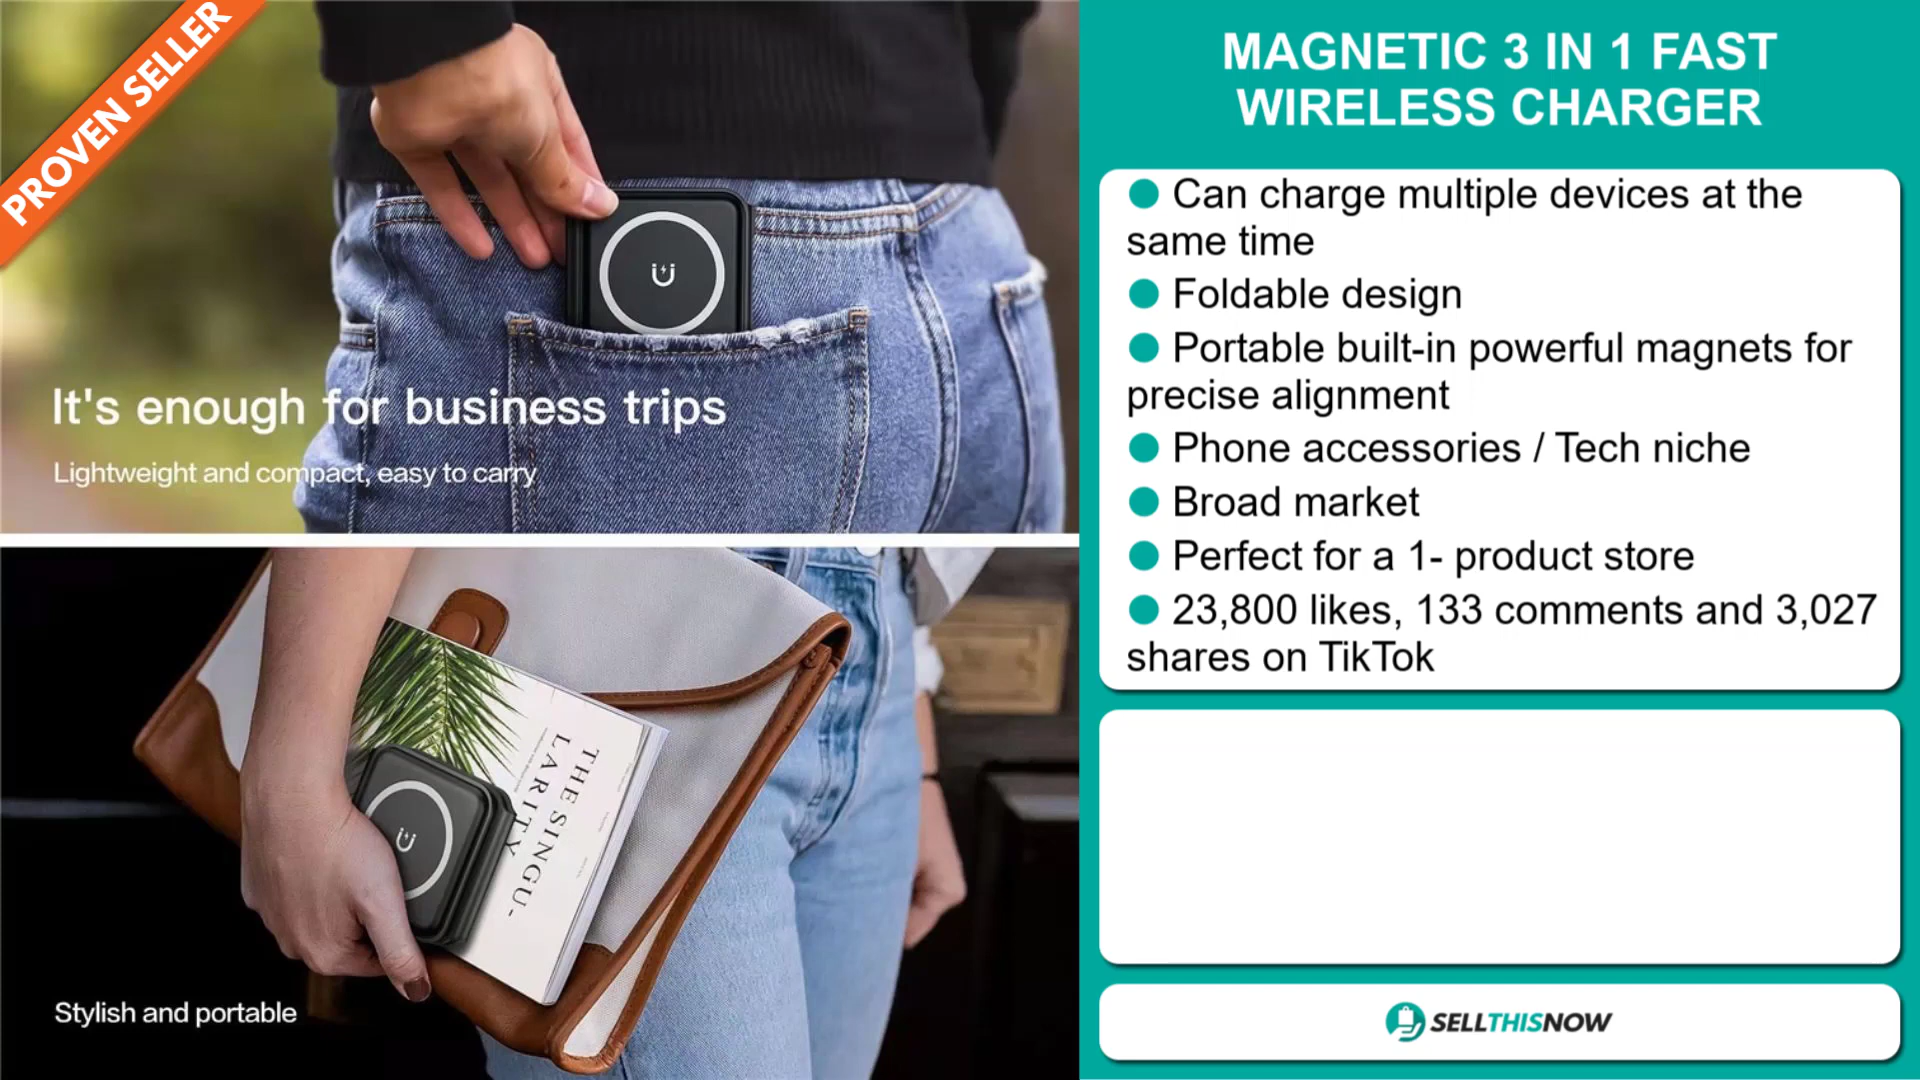 PROVEN SELLER
It's enough for business trips
Lightweight and compact, easy to carry
THE SINGU-
LARITY
Stylish and portable
MAGNETIC 3 IN 1 FAST
WIRELESS CHARGER
● Can charge multiple devices at the
same time
● Foldable design
● Portable built-in powerful magnets for
precise alignment
● Phone accessories / Tech niche
● Broad market
● Perfect for a 1- product store
● 23,800 likes, 133 comments and 3,027
shares on TikTok
SELLTHISNOW